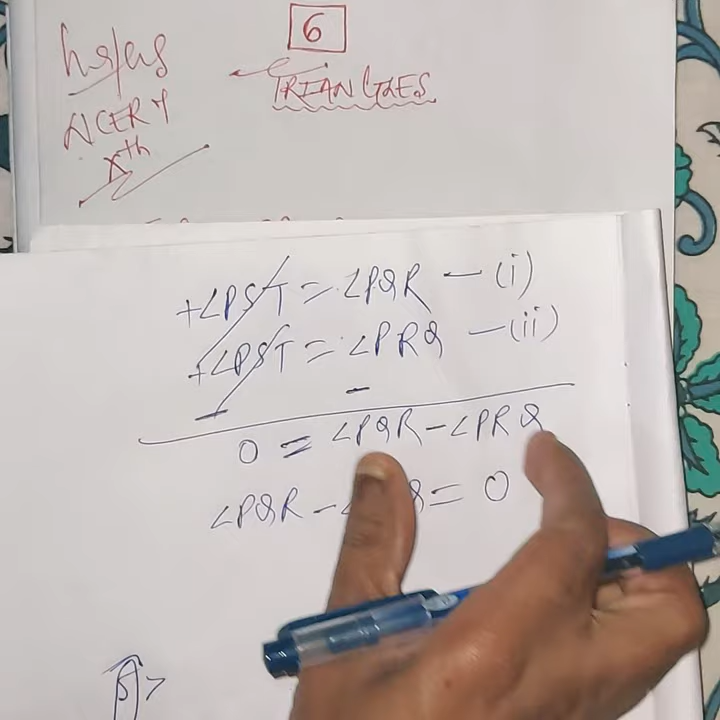 6
TRIANGLES
NCERT
Xth
+∠PST = ∠PQR — (i)
+∠PST = ∠PRQ — (ii)
— —
0 = ∠PQR - ∠PRQ
∠PQR - ∠ Q = 0